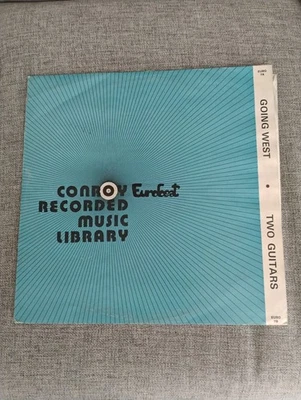 CONROY Eurobeat
RECORDED
MUSIC
LIBRARY
GOING WEST • TWO GUITARS